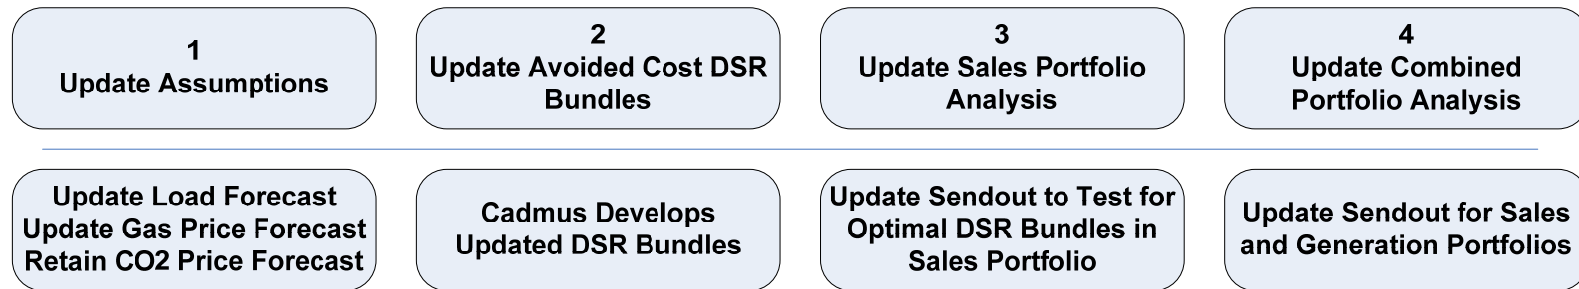 1
Update Assumptions
2
Update Avoided Cost DSR
Bundles
3
Update Sales Portfolio
Analysis
4
Update Combined
Portfolio Analysis
Update Load Forecast
Update Gas Price Forecast
Retain CO2 Price Forecast
Cadmus Develops
Updated DSR Bundles
Update Sendout to Test for
Optimal DSR Bundles in
Sales Portfolio
Update Sendout for Sales
and Generation Portfolios